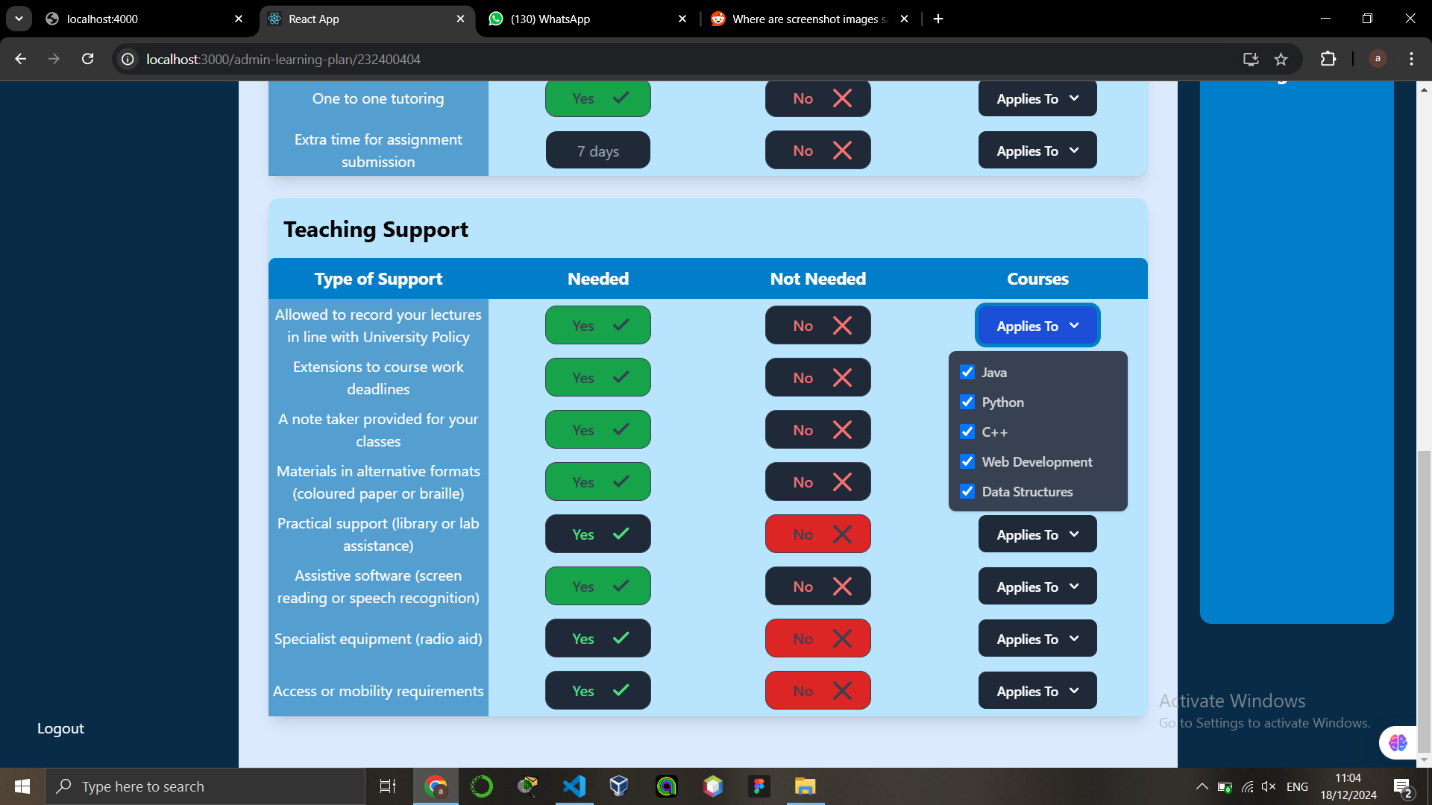 localhost:4000
React App
(130) WhatsApp
Where are screenshot images s
localhost:3000/admin-learning-plan/232400404
a
One to one tutoring
Yes
No
Applies To
Extra time for assignment
submission
7 days
No
Applies To
Teaching Support
Type of Support
Needed
Not Needed
Courses
Allowed to record your lectures
in line with University Policy
Yes
No
Applies To
Java
Python
C++
Web Development
Data Structures
Extensions to course work
deadlines
Yes
No
A note taker provided for your
classes
Yes
No
Materials in alternative formats
(coloured paper or braille)
Yes
No
Practical support (library or lab
assistance)
Yes
No
Applies To
Assistive software (screen
reading or speech recognition)
Yes
No
Applies To
Specialist equipment (radio aid)
Yes
No
Applies To
Access or mobility requirements
Yes
No
Applies To
Logout
Activate Windows
Go to Settings to activate Windows.
Type here to search
ENG
11:04
18/12/2024
2